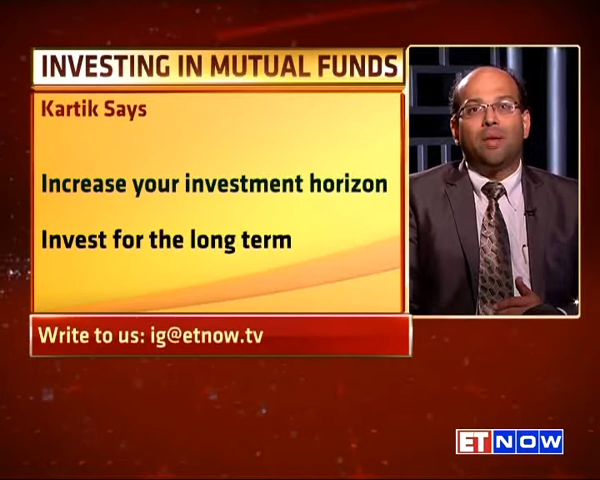 INVESTING IN MUTUAL FUNDS
Kartik Says
Increase your investment horizon
Invest for the long term
Write to us: ig@etnow.tv
ET NOW